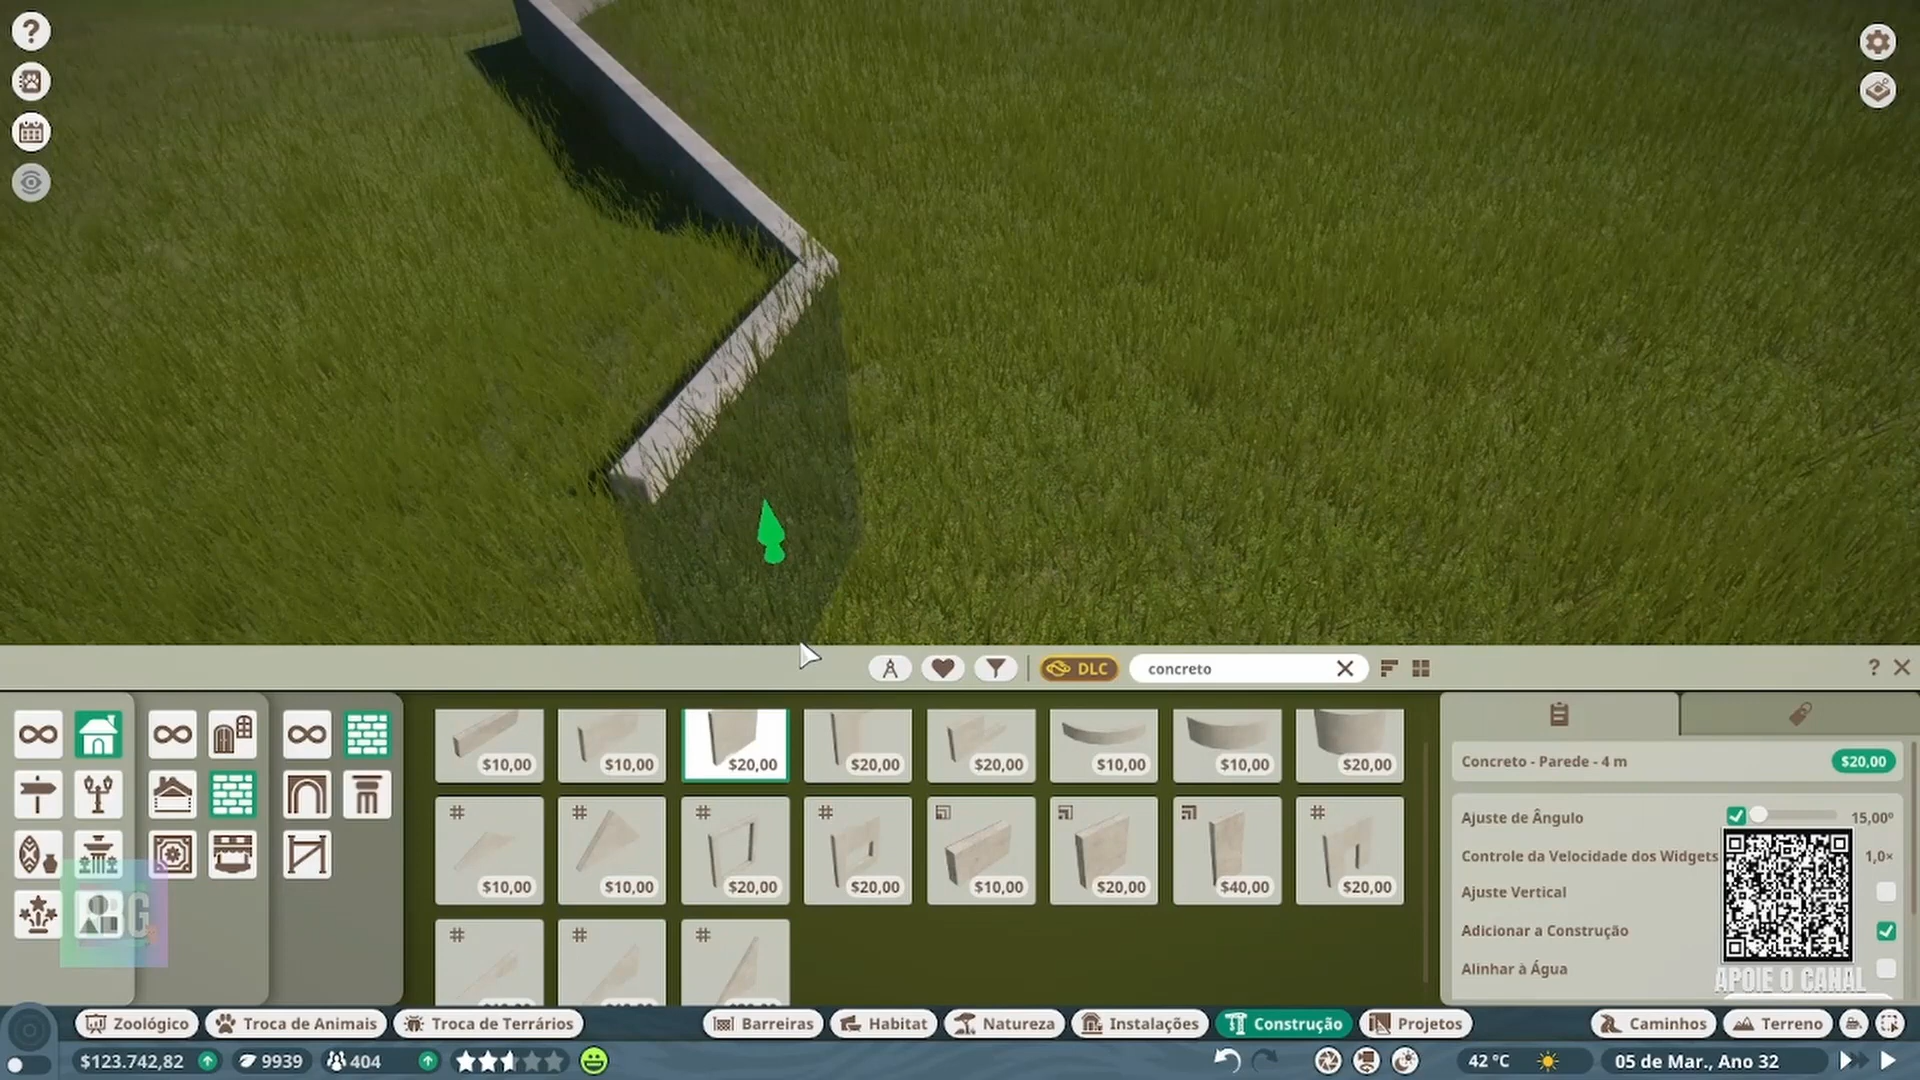 DLC
concreto
$10,00
$10,00
$20,00
$20,00
$20,00
$10,00
$10,00
$20,00
$10,00
$10,00
$20,00
$20,00
$10,00
$20,00
$40,00
$20,00
Concreto - Parede - 4 m
$20,00
Ajuste de Ângulo
15,00º
Controle da Velocidade dos Widgets
1,0×
Ajuste Vertical
Adicionar a Construção
Alinhar à Água
APOIE O CANAL
Zoológico
Troca de Animais
Troca de Terrários
Barreiras
Habitat
Natureza
Instalações
Construção
Projetos
Caminhos
Terreno
$123.742,82
9939
404
42 °C
05 de Mar., Ano 32